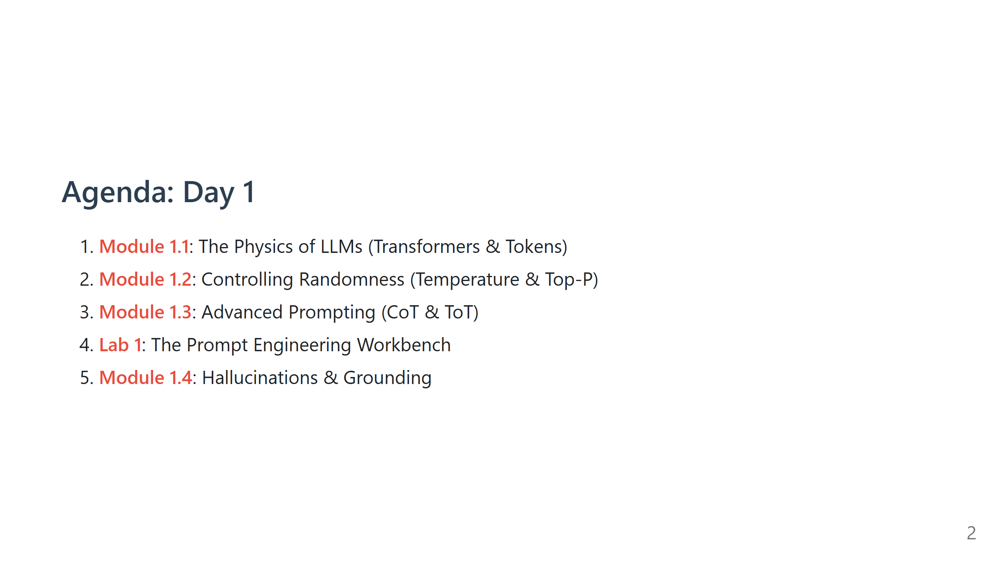 Agenda: Day 1
1. Module 1.1: The Physics of LLMs (Transformers & Tokens)
2. Module 1.2: Controlling Randomness (Temperature & Top-P)
3. Module 1.3: Advanced Prompting (CoT & ToT)
4. Lab 1: The Prompt Engineering Workbench
5. Module 1.4: Hallucinations & Grounding
2